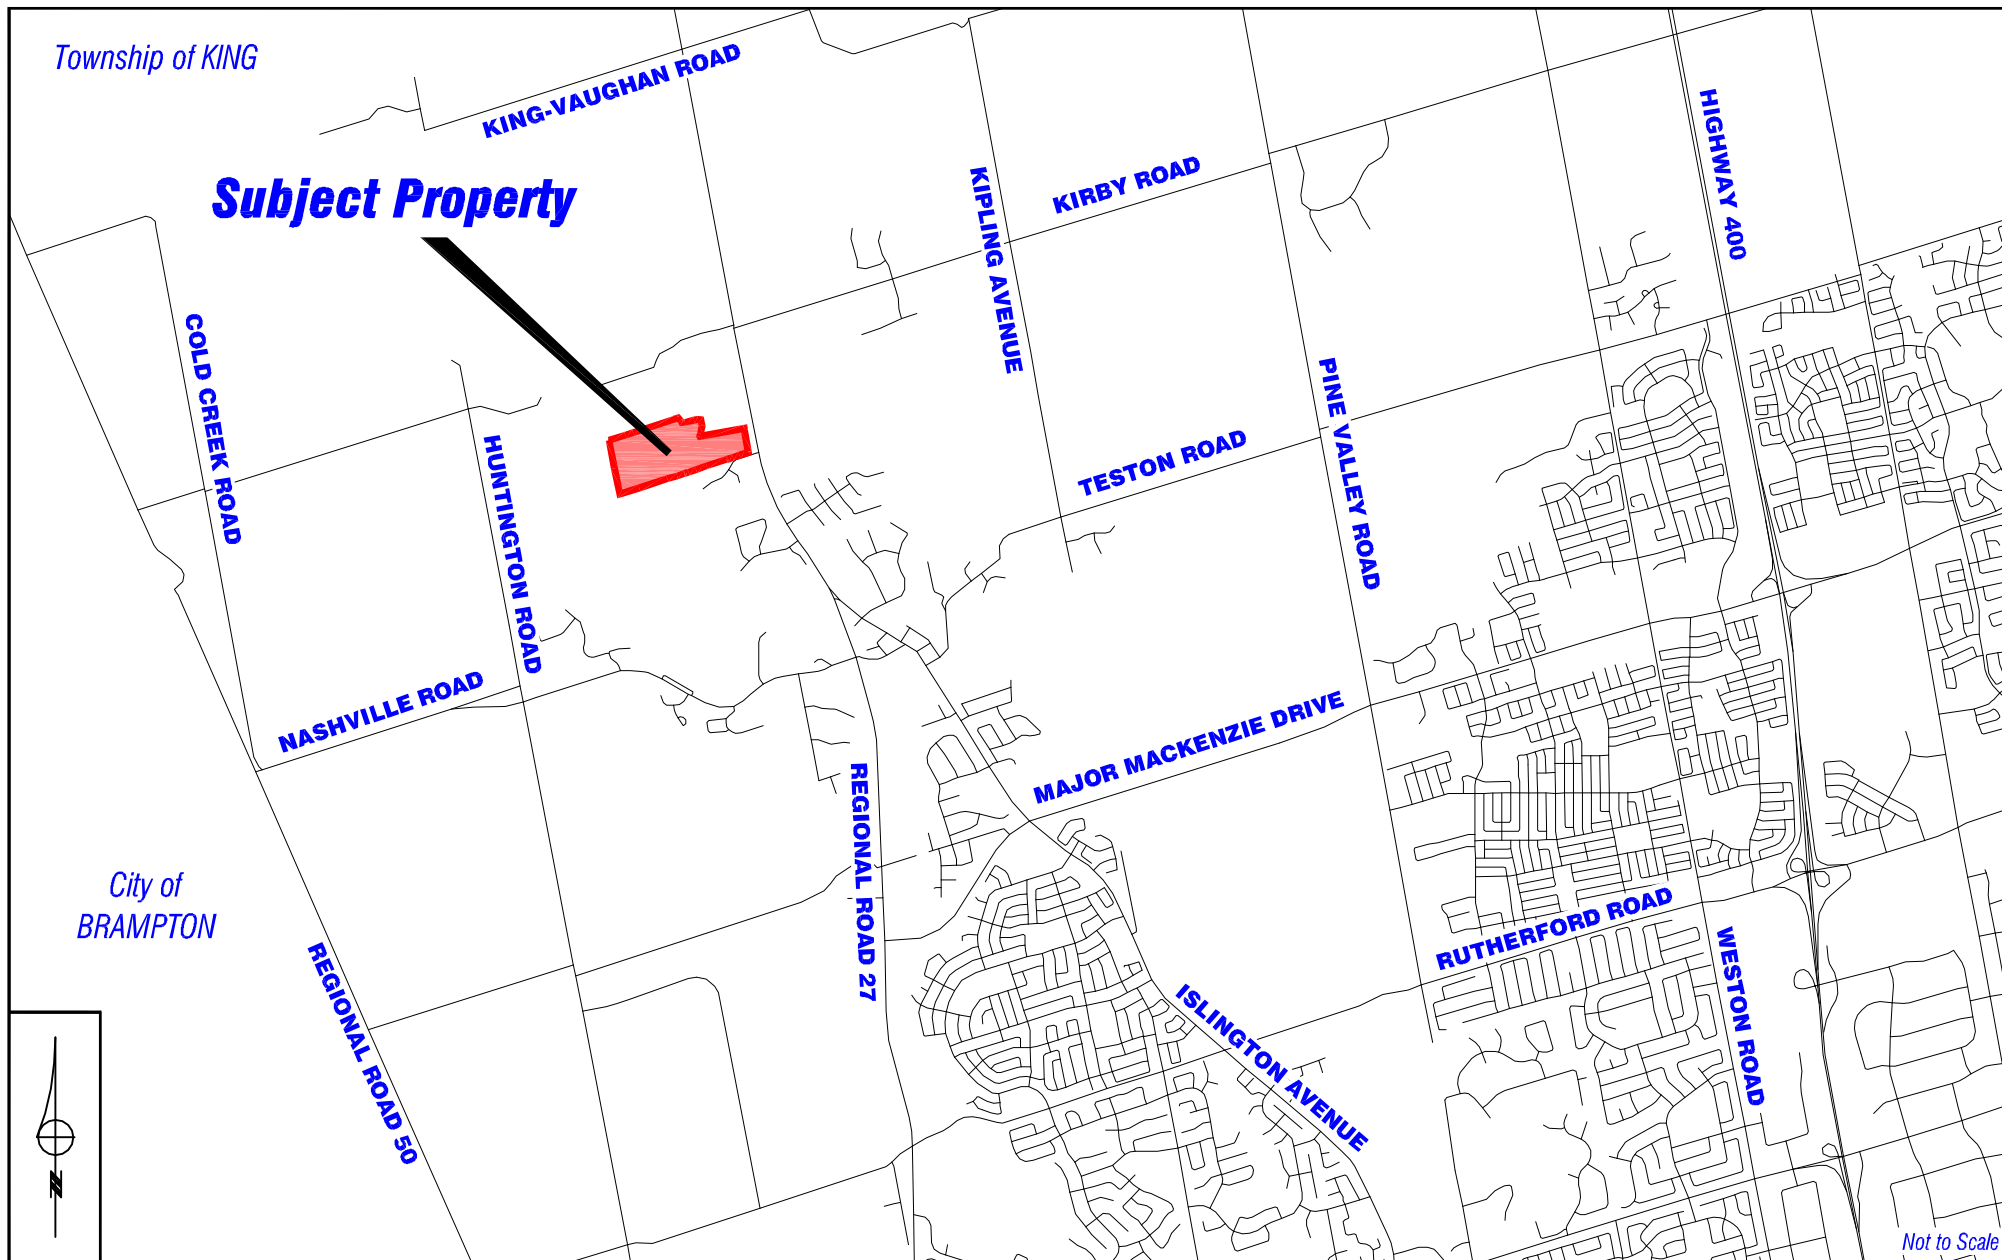 Township of KING
KING-VAUGHAN ROAD
HIGHWAY 400
KIRBY ROAD
KIPLING AVENUE
Subject Property
COLD CREEK ROAD
PINE VALLEY ROAD
HUNTINGTON ROAD
TESTON ROAD
NASHVILLE ROAD
MAJOR MACKENZIE DRIVE
REGIONAL ROAD 27
City of
BRAMPTON
RUTHERFORD ROAD
WESTON ROAD
REGIONAL ROAD 50
ISLINGTON AVENUE
N
Not to Scale